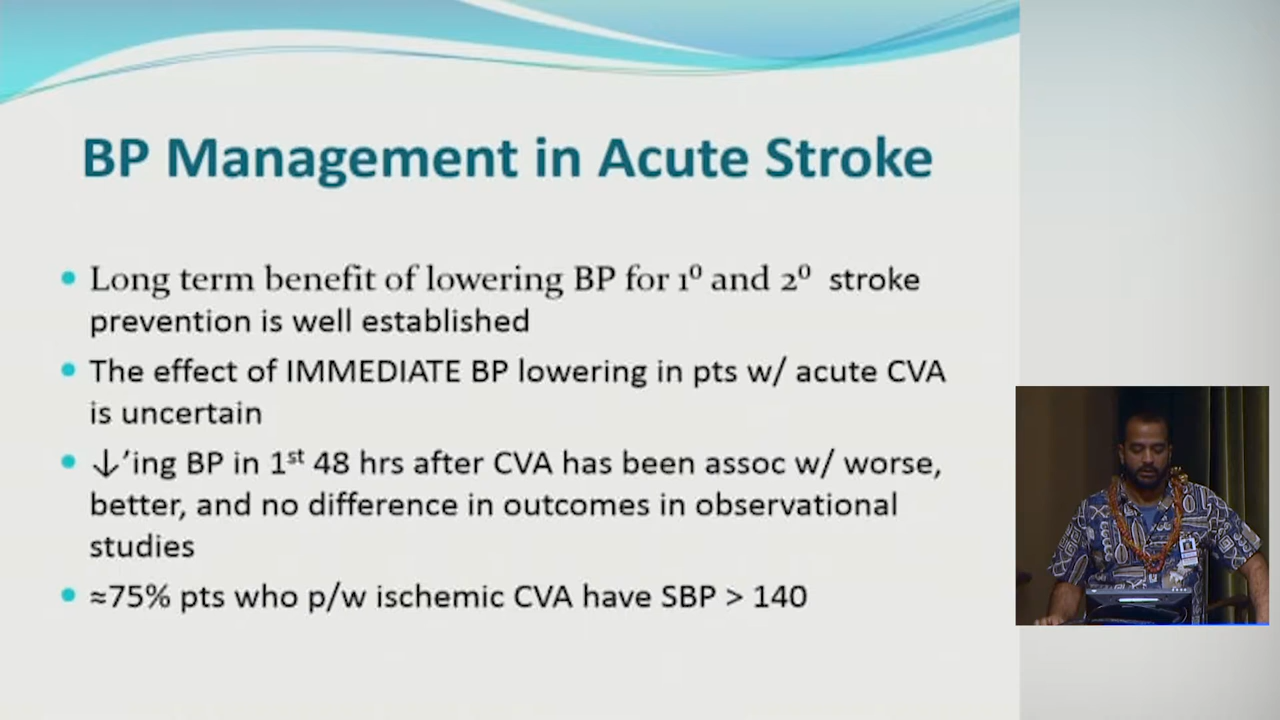 BP Management in Acute Stroke
• Long term benefit of lowering BP for 1⁰ and 2⁰ stroke
prevention is well established
• The effect of IMMEDIATE BP lowering in pts w/ acute CVA
is uncertain
• ↓'ing BP in 1ˢᵗ 48 hrs after CVA has been assoc w/ worse,
better, and no difference in outcomes in observational
studies
• ≈75% pts who p/w ischemic CVA have SBP > 140